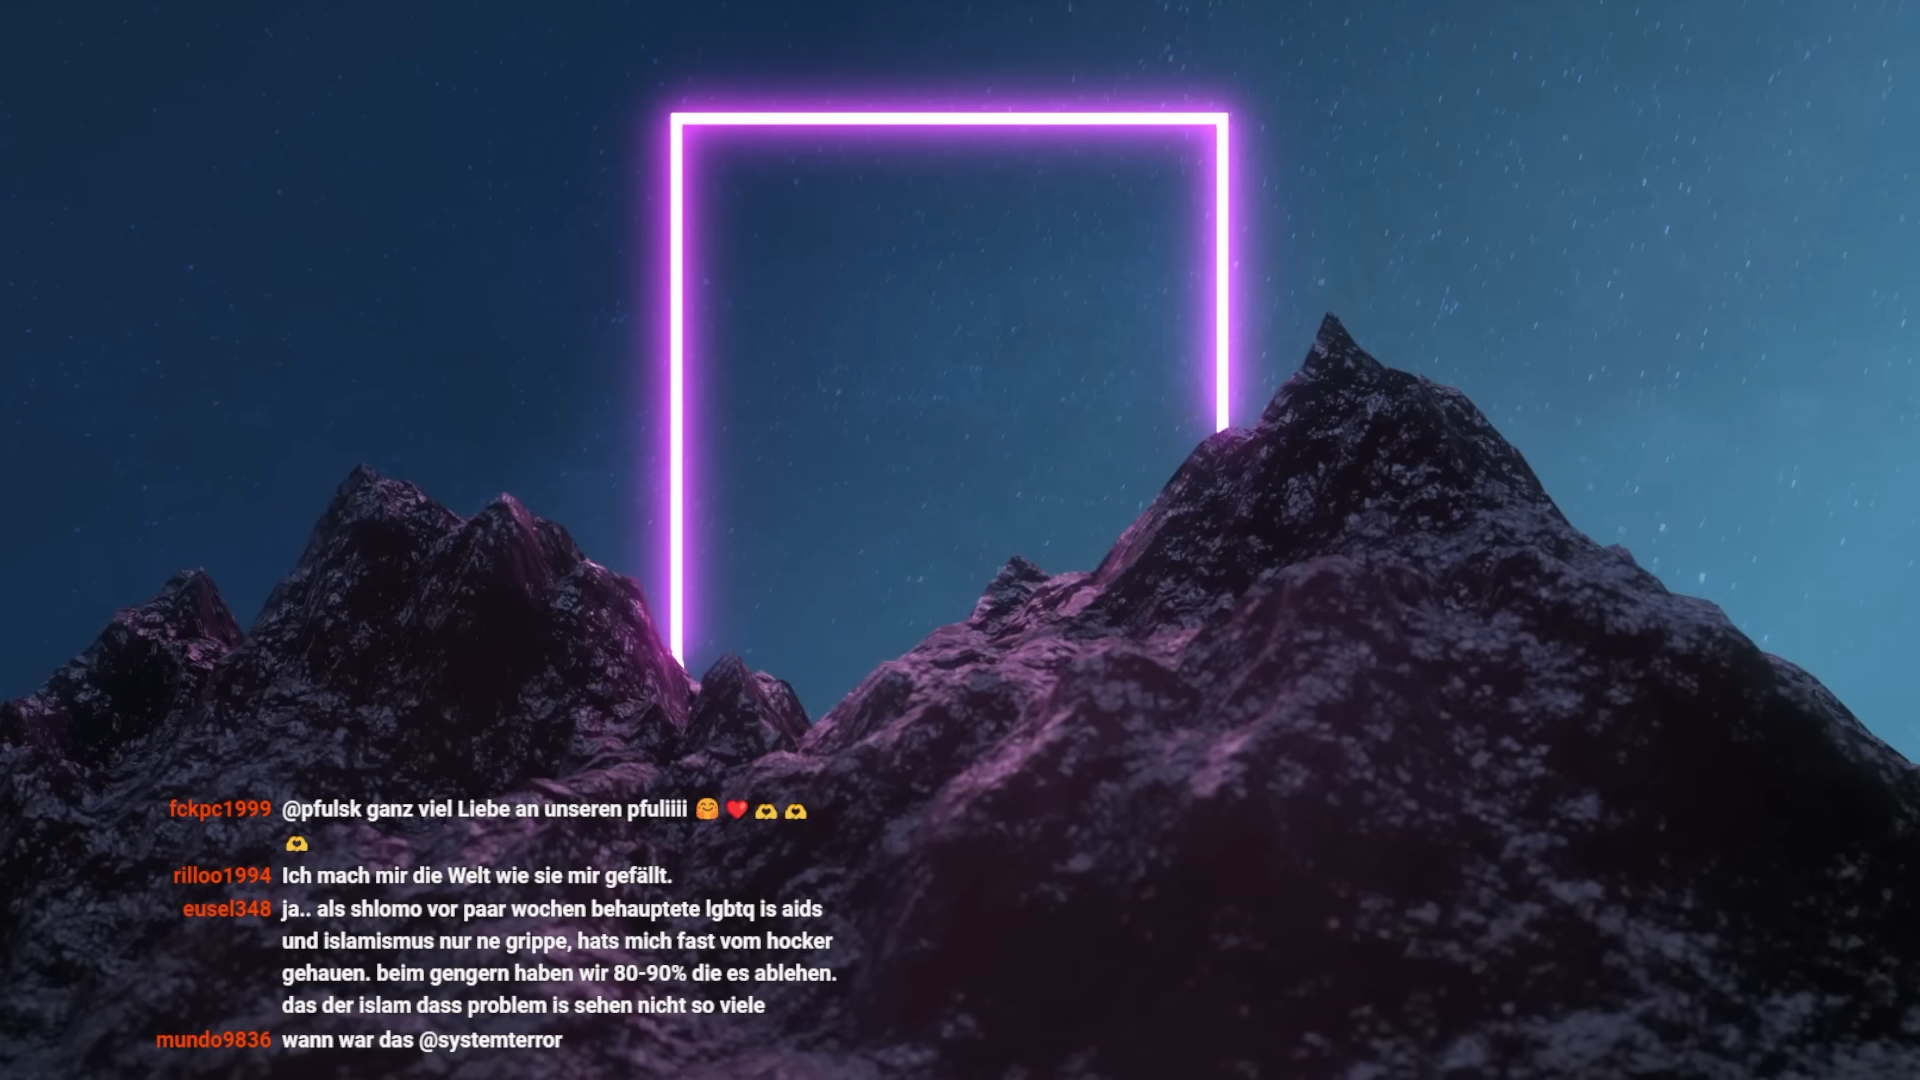 fckpc1999 @pfulsk ganz viel Liebe an unseren pfuliiii 🤗 ❤️ 🫶 🫶
🫶
rilloo1994 Ich mach mir die Welt wie sie mir gefällt.
eusel348 ja.. als shlomo vor paar wochen behauptete lgbtq is aids
und islamismus nur ne grippe, hats mich fast vom hocker
gehauen. beim gengern haben wir 80-90% die es ablehen.
das der islam dass problem is sehen nicht so viele
mundo9836 wann war das @systemterror